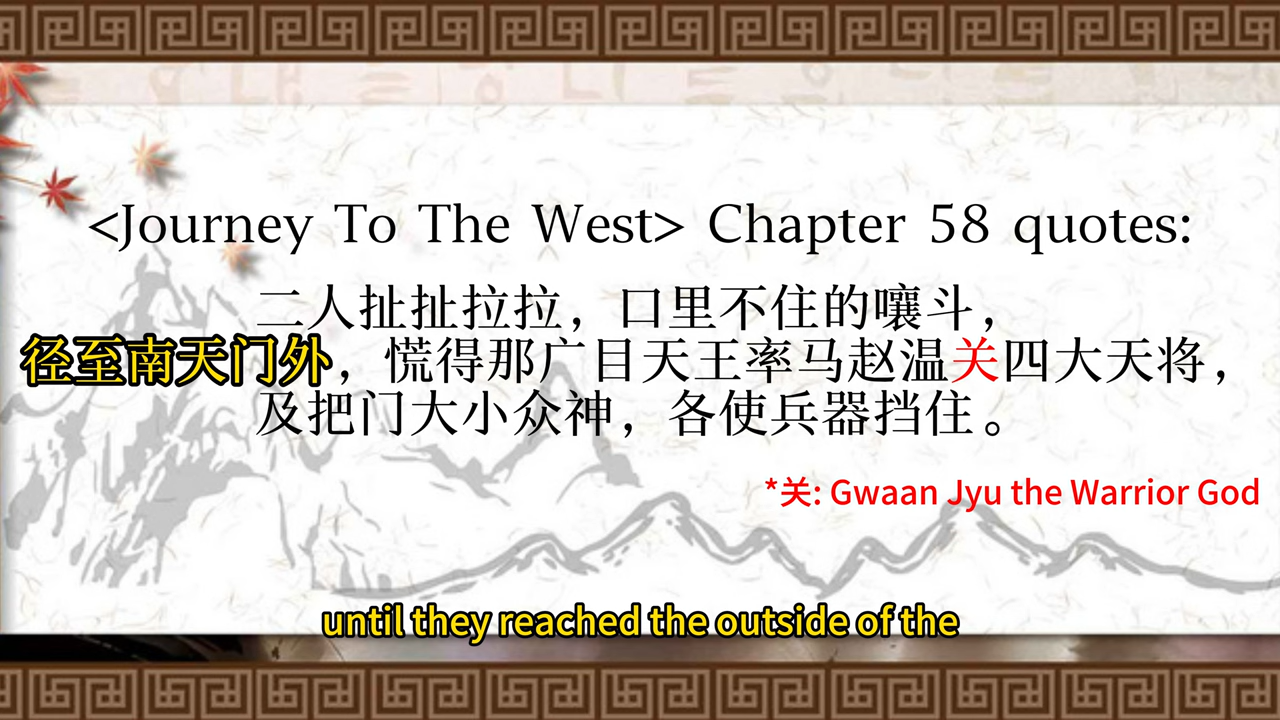 <Journey To The West> Chapter 58 quotes:
二人扯扯拉拉，口里不住的嚷斗，
径至南天门外，慌得那广目天王率马赵温关四大天将，
及把门大小众神，各使兵器挡住。
*关: Gwaan Jyu the Warrior God
until they reached the outside of the